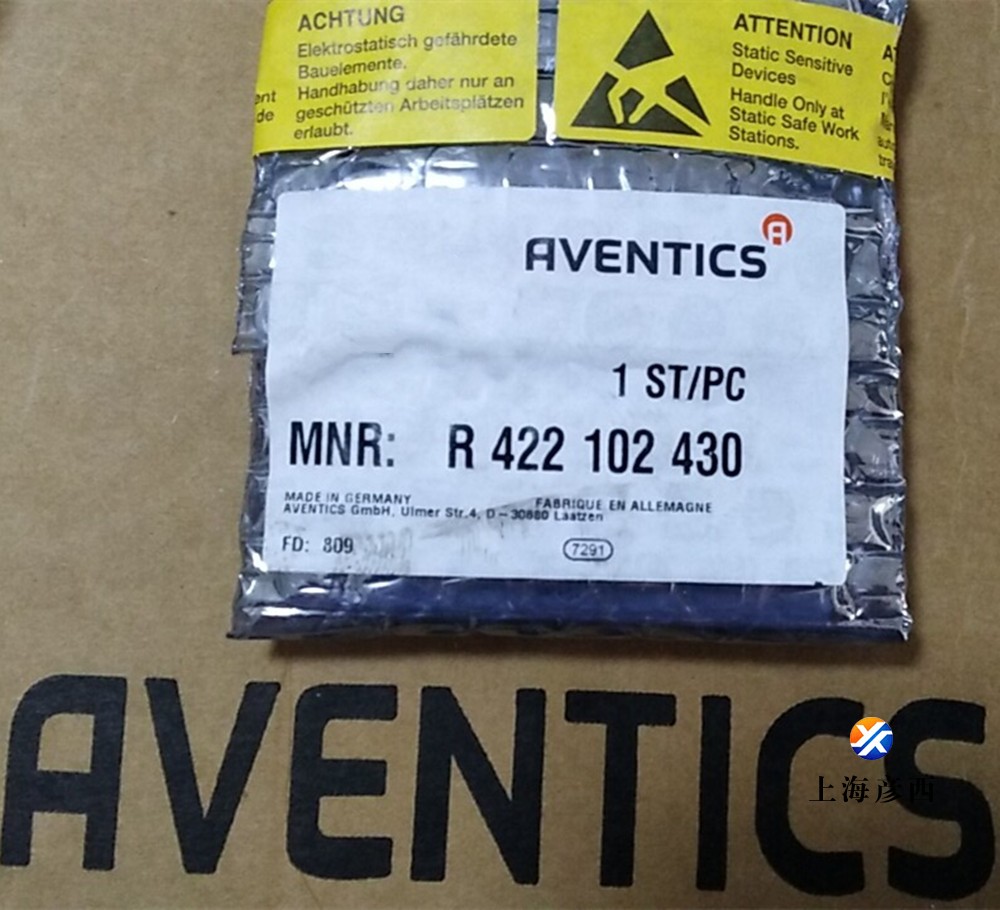 ACHTUNG
Elektrostatisch gefährdete
Bauelemente.
Handhabung daher nur an
geschützten Arbeitsplätzen
erlaubt.
ATTENTION
Static Sensitive
Devices
Handle Only at
Static Safe Work
Stations.
AVENTICS
1 ST/PC
MNR: R 422 102 430
MADE IN GERMANY FABRIQUE EN ALLEMAGNE
AVENTICS GmbH, Ulmer Str.4, D-30880 Laatzen
FD: 809 7291
AVENTICS
上海彦西